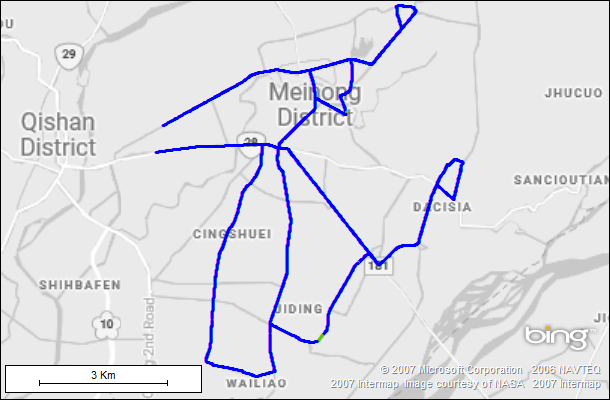 29
JHUCUO
Meinong
District
Qishan
District
28
SANCIOUTIAN
DACISIA
CINGSHUEI
181
SHIHBAFEN
10
2nd Road
JIDING
WAILIAO
bing
3 Km
© 2007 Microsoft Corporation 2006 NAVTEQ
2007 Intermap Image courtesy of NASA 2007 Intermap